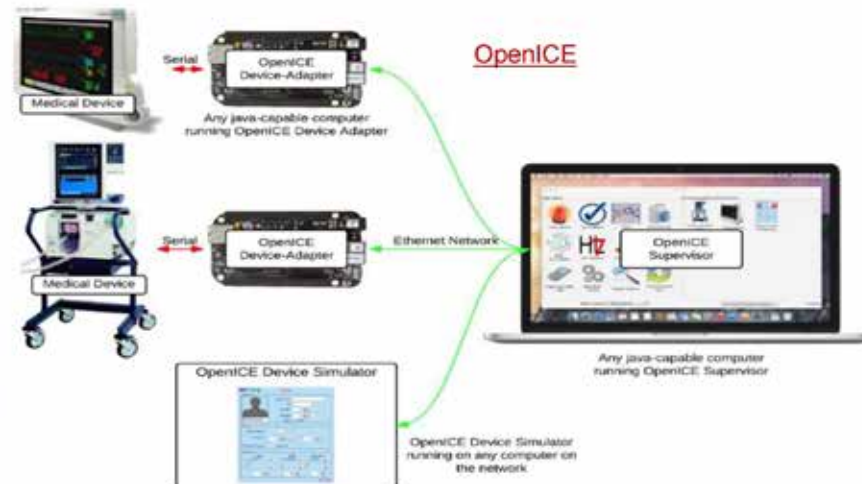 OpenICE
Serial
OpenICE
Device-Adapter
Medical Device
Any java-capable computer
running OpenICE Device Adapter
Serial
OpenICE
Device-Adapter
Ethernet Network
OpenICE
Supervisor
Medical Device
Any java-capable computer
running OpenICE Supervisor
OpenICE Device Simulator
OpenICE Device Simulator
running on any computer on
the network